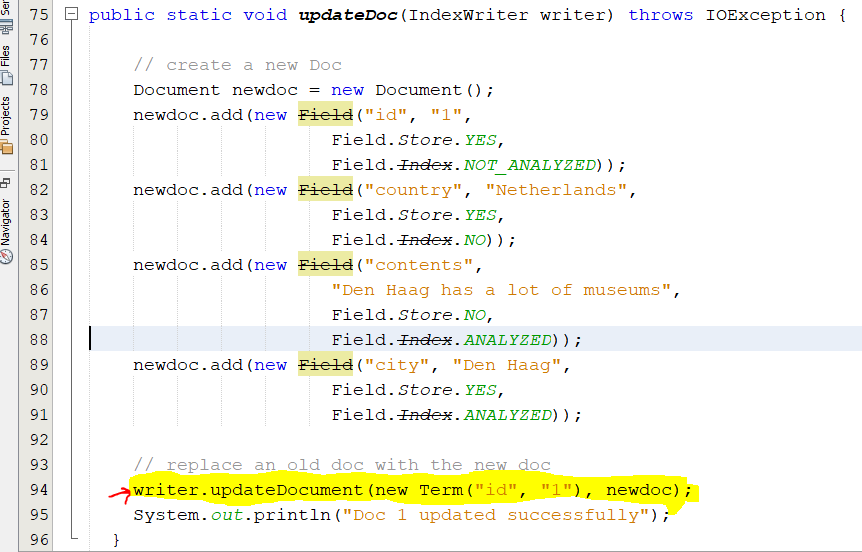 Files
Projects
Navigator
75 public static void updateDoc(IndexWriter writer) throws IOException {
76
77 // create a new Doc
78 Document newdoc = new Document();
79 newdoc.add(new Field("id", "1",
80 Field.Store.YES,
81 Field.Index.NOT_ANALYZED));
82 newdoc.add(new Field("country", "Netherlands",
83 Field.Store.YES,
84 Field.Index.NO));
85 newdoc.add(new Field("contents",
86 "Den Haag has a lot of museums",
87 Field.Store.NO,
88 Field.Index.ANALYZED));
89 newdoc.add(new Field("city", "Den Haag",
90 Field.Store.YES,
91 Field.Index.ANALYZED));
92
93 // replace an old doc with the new doc
94 writer.updateDocument(new Term("id", "1"), newdoc);
95 System.out.println("Doc 1 updated successfully");
96 }